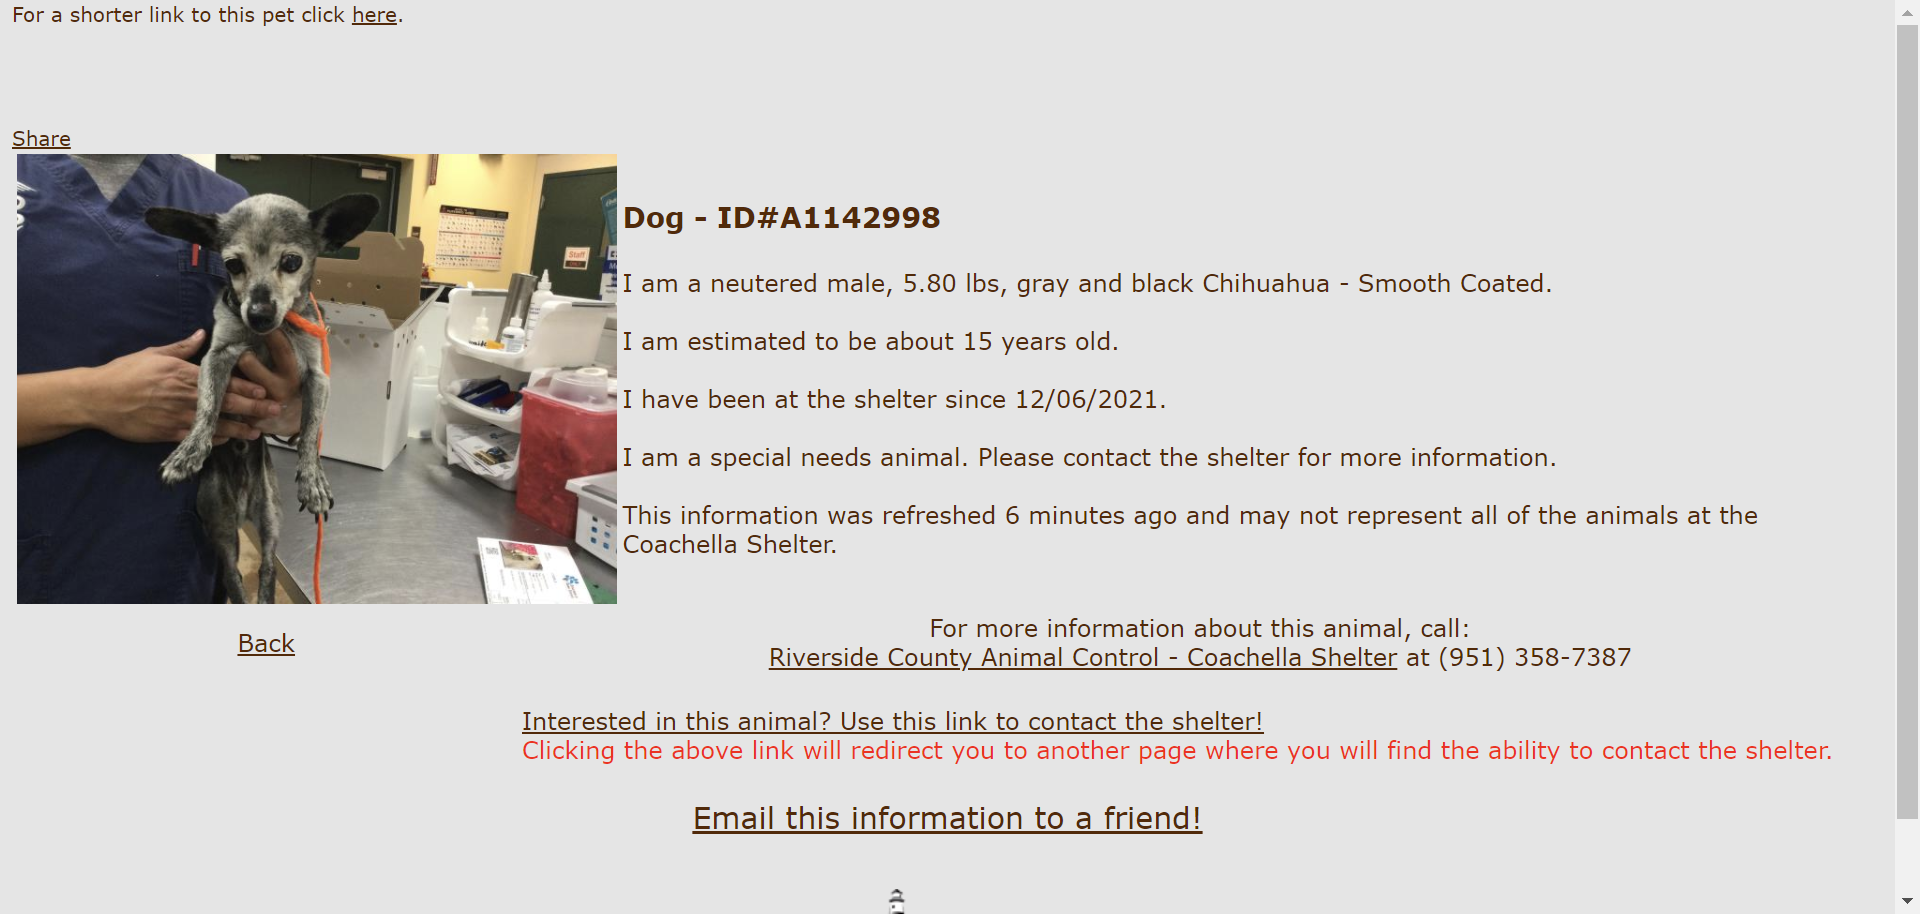 For a shorter link to this pet click here.
Share
Staff
Dog - ID#A1142998
I am a neutered male, 5.80 lbs, gray and black Chihuahua - Smooth Coated.
I am estimated to be about 15 years old.
I have been at the shelter since 12/06/2021.
I am a special needs animal. Please contact the shelter for more information.
This information was refreshed 6 minutes ago and may not represent all of the animals at the
Coachella Shelter.
Back
For more information about this animal, call:
Riverside County Animal Control - Coachella Shelter at (951) 358-7387
Interested in this animal? Use this link to contact the shelter!
Clicking the above link will redirect you to another page where you will find the ability to contact the shelter.
Email this information to a friend!